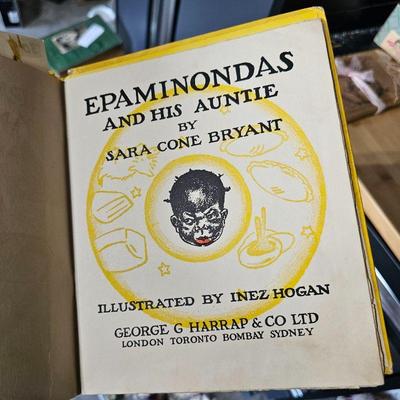 EPAMINONDAS
AND HIS AUNTIE
BY
SARA CONE BRYANT
ILLUSTRATED BY INEZ HOGAN
GEORGE G HARRAP & CO LTD
LONDON TORONTO BOMBAY SYDNEY